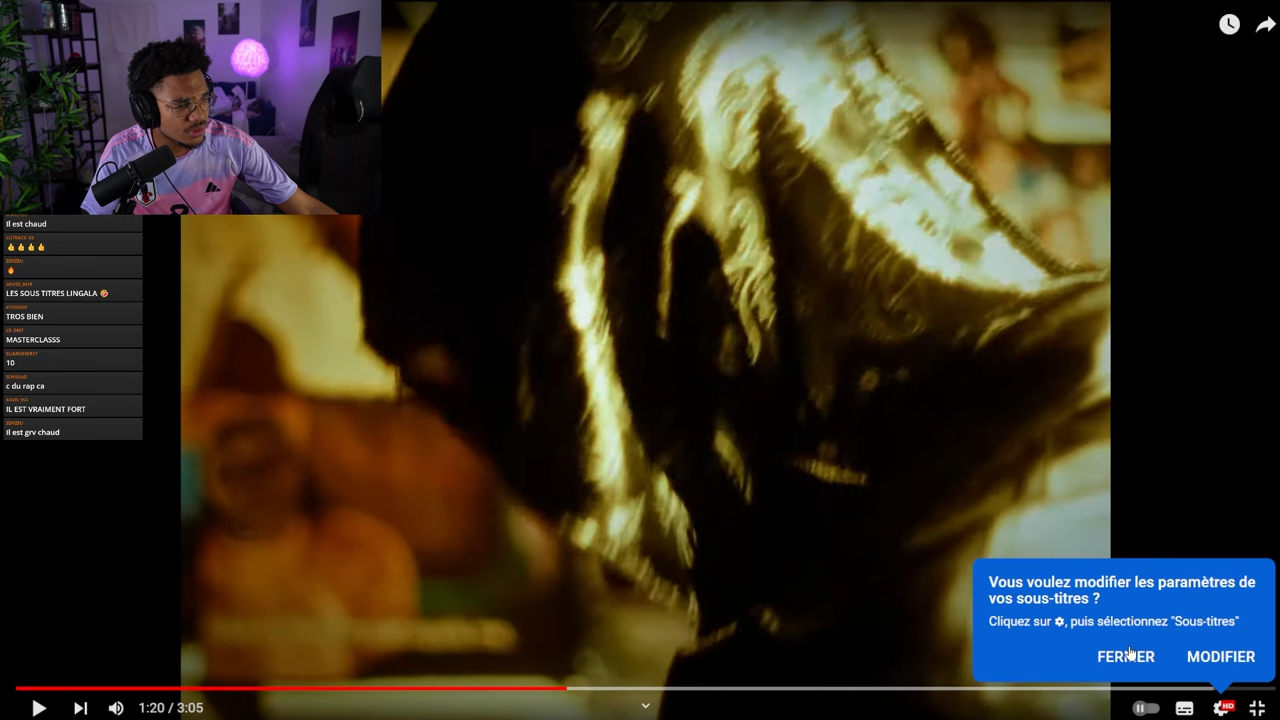 Il est chaud
👍👍👍👍
🔥
LES SOUS TITRES LINGALA 🤣
TROS BIEN
MASTERCLASSS
10
c du rap ca
IL EST VRAIMENT FORT
Il est grv chaud
Vous voulez modifier les paramètres de
vos sous-titres ?
Cliquez sur ⚙, puis sélectionnez "Sous-titres"
FERMER MODIFIER
1:20 / 3:05
HD